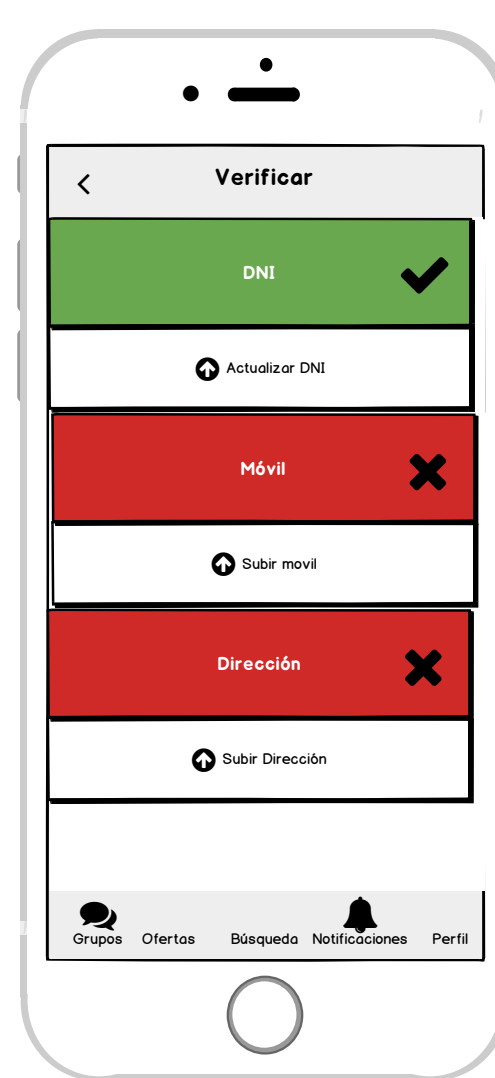 Verificar
DNI
Actualizar DNI
Móvil
Subir movil
Dirección
Subir Dirección
Grupos Ofertas Búsqueda Notificaciones Perfil